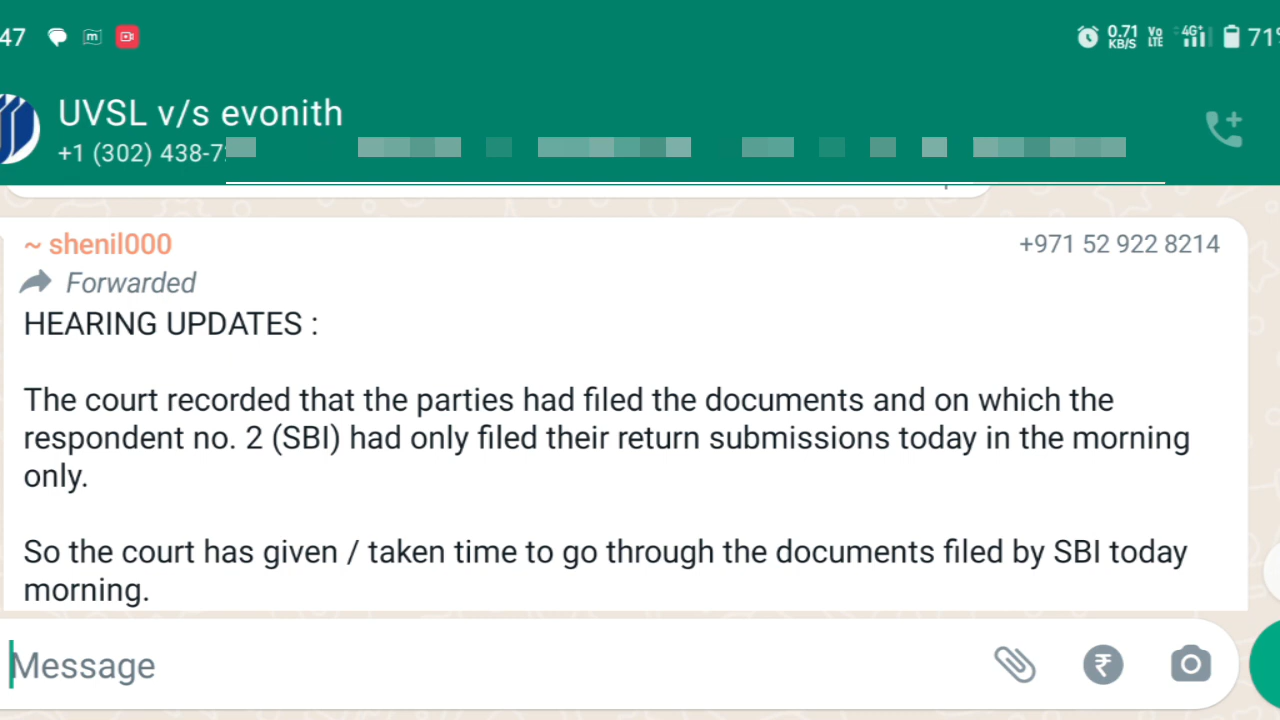 47 m 0.71 KB/S Vo LTE 4G+ 71%
UVSL v/s evonith
+1 (302) 438-7
~ shenil000 +971 52 922 8214
Forwarded
HEARING UPDATES :
The court recorded that the parties had filed the documents and on which the
respondent no. 2 (SBI) had only filed their return submissions today in the morning
only.
So the court has given / taken time to go through the documents filed by SBI today
morning.
Message
₹